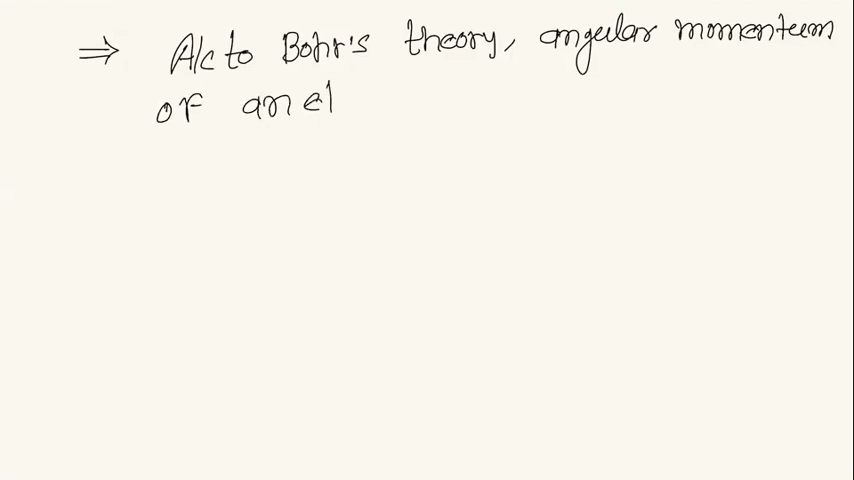 ⇒ A/c to Bohr's theory, angular momentum
of an el